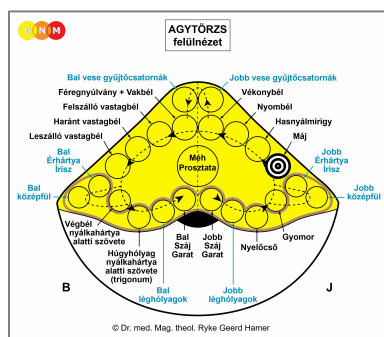 GNM
AGYTÖRZS
felülnézet
Bal vese gyűjtőcsatornák
Jobb vese gyűjtőcsatornák
Féregnyúlvány + Vakbél
Vékonybél
Felszálló vastagbél
Nyombél
Haránt vastagbél
Hasnyálmirigy
Leszálló vastagbél
Máj
Bal
Érhártya
Írisz
Jobb
Érhártya
Írisz
Méh
Prosztata
Bal
középfül
Jobb
középfül
Végbél
nyálkahártya
alatti szövete
Húgyhólyag
nyálkahártya
alatti szövete
(trigonum)
Bal
Száj
Garat
Jobb
Száj
Garat
Nyelőcső
Gyomor
Bal
léghólyagok
Jobb
léghólyagok
B
J
© Dr. med. Mag. theol. Ryke Geerd Hamer